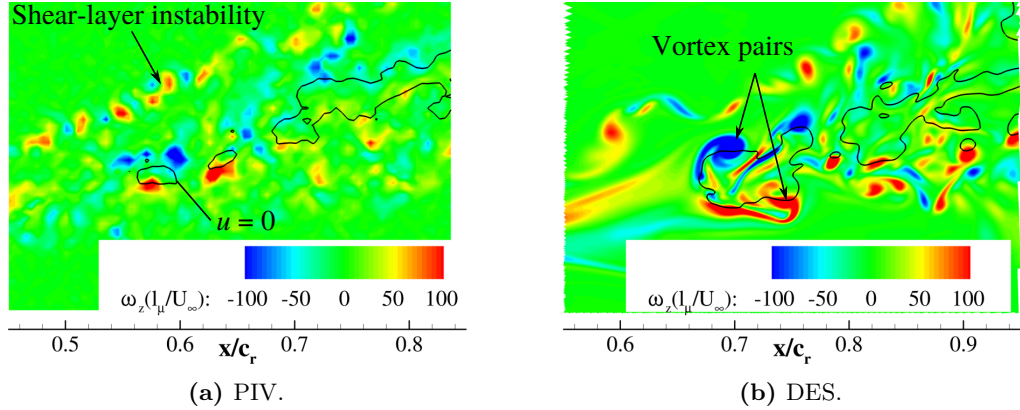 Shear-layer instability
u = 0
ω_z(l_μ/U_∞): -100 -50 0 50 100
0.5 0.6 0.7 0.8
x/c_r
(a) PIV.
Vortex pairs
ω_z(l_μ/U_∞): -100 -50 0 50 100
0.6 0.7 0.8 0.9
x/c_r
(b) DES.